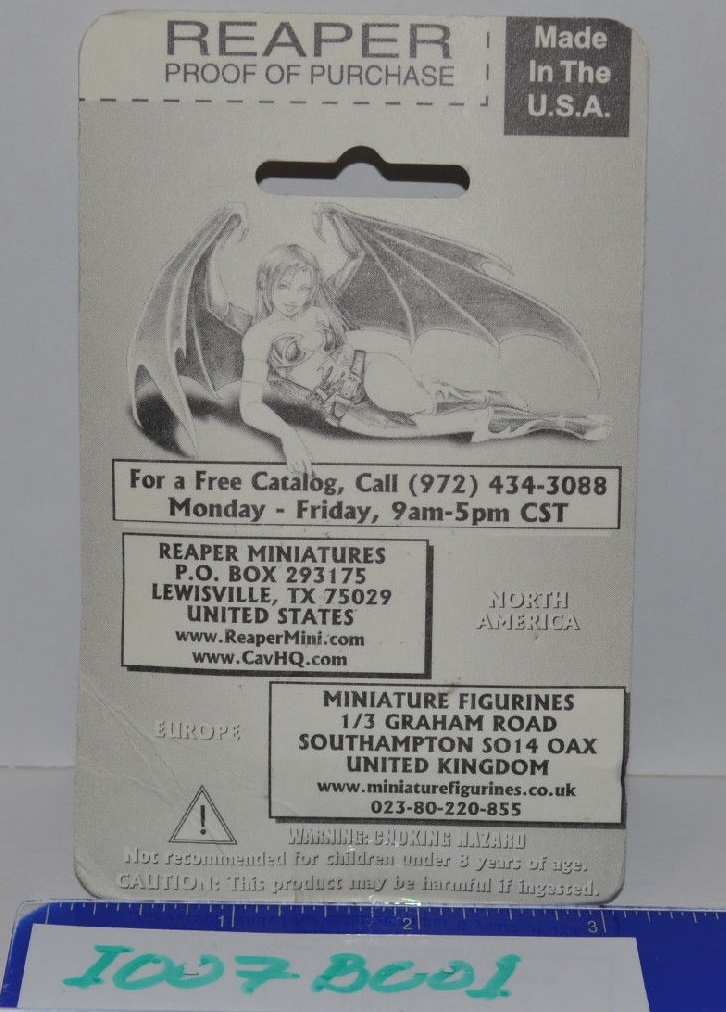 REAPER
PROOF OF PURCHASE
Made
In The
U.S.A.
For a Free Catalog, Call (972) 434-3088
Monday - Friday, 9am-5pm CST
REAPER MINIATURES
P.O. BOX 293175
LEWISVILLE, TX 75029
UNITED STATES
www.ReaperMini.com
www.CavHQ.com
NORTH
AMERICA
EUROPE
MINIATURE FIGURINES
1/3 GRAHAM ROAD
SOUTHAMPTON SO14 OAX
UNITED KINGDOM
www.miniaturefigurines.co.uk
023-80-220-855
!
WARNING: CHOKING HAZARD
Not recommended for children under 8 years of age.
CAUTION: This product may be harmful if ingested.
1 2 3
I007BC01